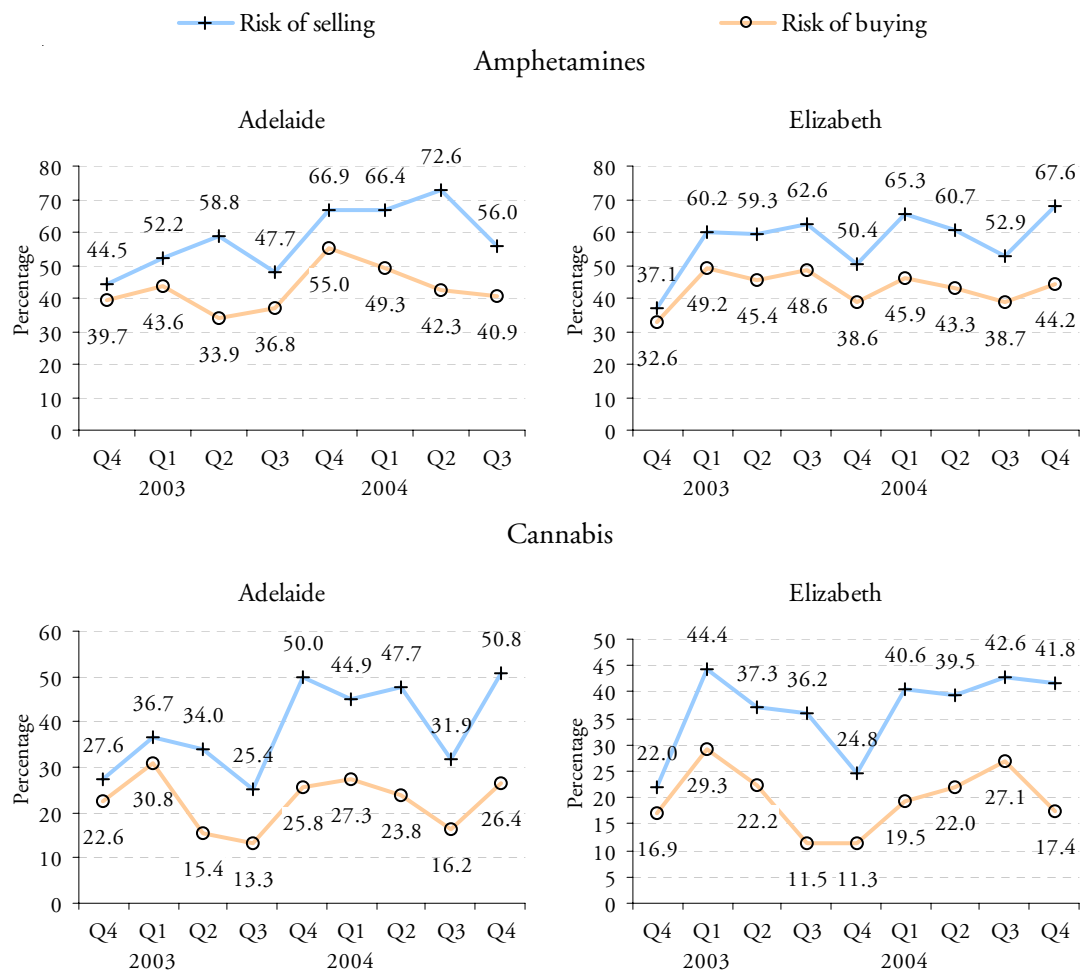 Risk of selling Risk of buying
Amphetamines
Adelaide
Percentage
80
70
60
50
40
30
20
10
0
44.5 52.2 58.8 47.7 66.9 66.4 72.6 56.0
39.7 43.6 33.9 36.8 55.0 49.3 42.3 40.9
Q4 Q1 Q2 Q3 Q4 Q1 Q2 Q3
2003 2004
Elizabeth
Percentage
80
70
60
50
40
30
20
10
0
37.1 60.2 59.3 62.6 50.4 65.3 60.7 52.9 67.6
32.6 49.2 45.4 48.6 38.6 45.9 43.3 38.7 44.2
Q4 Q1 Q2 Q3 Q4 Q1 Q2 Q3 Q4
2003 2004
Cannabis
Adelaide
Percentage
60
50
40
30
20
10
0
27.6 36.7 34.0 25.4 50.0 44.9 47.7 31.9 50.8
22.6 30.8 15.4 13.3 25.8 27.3 23.8 16.2 26.4
Q4 Q1 Q2 Q3 Q4 Q1 Q2 Q3 Q4
2003 2004
Elizabeth
Percentage
50
45
40
35
30
25
20
15
10
5
0
22.0 44.4 37.3 36.2 24.8 40.6 39.5 42.6 41.8
16.9 29.3 22.2 11.5 11.3 19.5 22.0 27.1 17.4
Q4 Q1 Q2 Q3 Q4 Q1 Q2 Q3 Q4
2003 2004